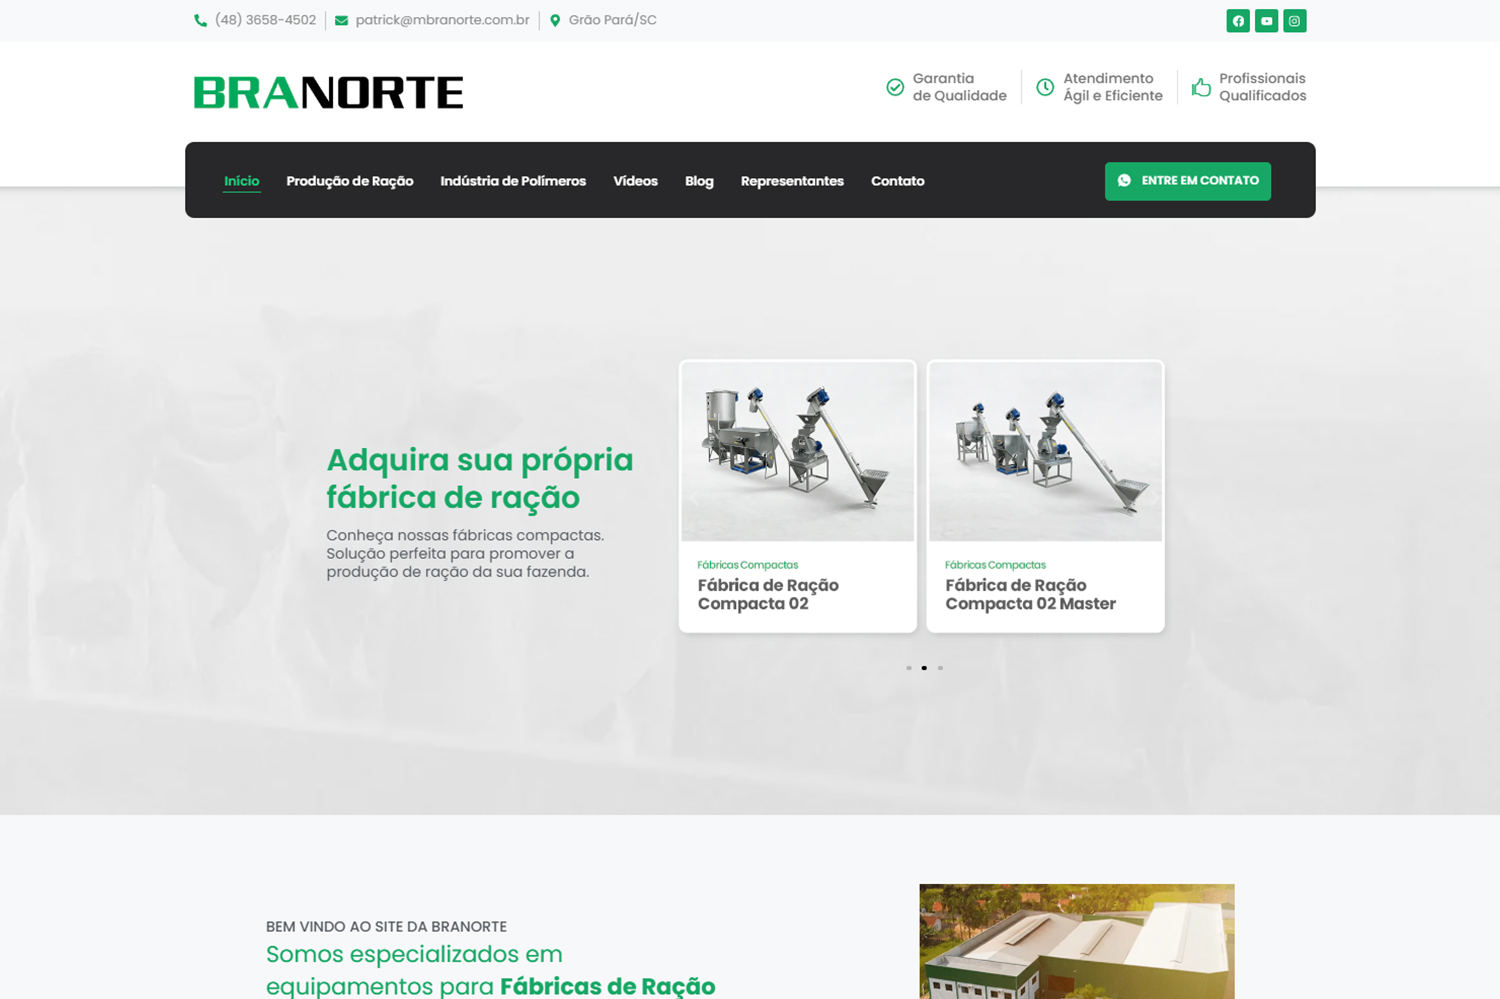 (48) 3658-4502
patrick@mbranorte.com.br
Grão Pará/SC
BRANORTE
Garantia
de Qualidade
Atendimento
Ágil e Eficiente
Profissionais
Qualificados
Início
Produção de Ração
Indústria de Polímeros
Vídeos
Blog
Representantes
Contato
ENTRE EM CONTATO
Adquira sua própria
fábrica de ração
Conheça nossas fábricas compactas.
Solução perfeita para promover a
produção de ração da sua fazenda.
Fábricas Compactas
Fábrica de Ração
Compacta 02
Fábricas Compactas
Fábrica de Ração
Compacta 02 Master
BEM VINDO AO SITE DA BRANORTE
Somos especializados em
equipamentos para Fábricas de Ração